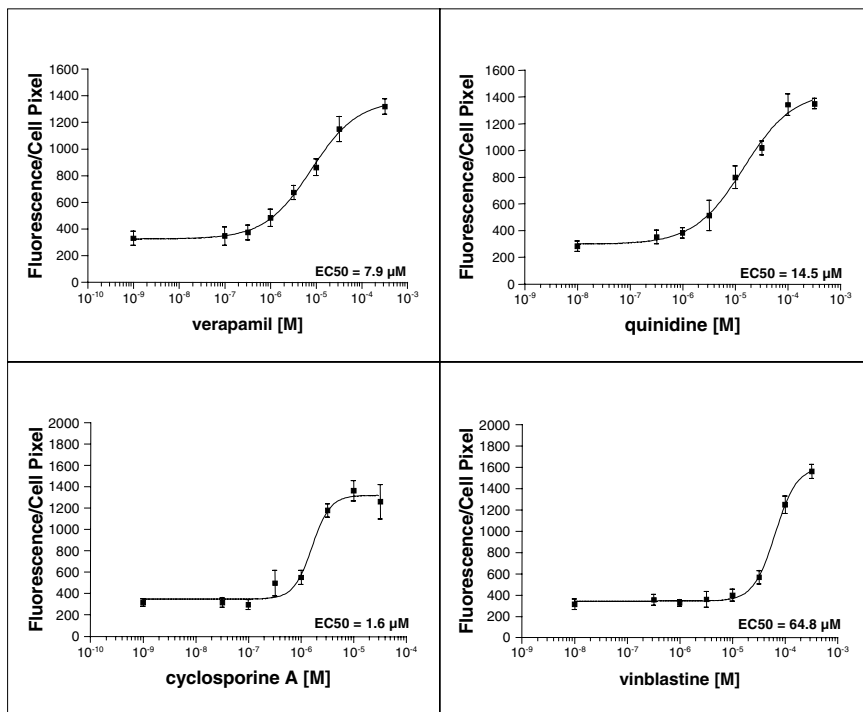 Fluorescence/Cell Pixel
1600
1400
1200
1000
800
600
400
200
0
EC50 = 7.9 µM
10⁻¹⁰ 10⁻⁹ 10⁻⁸ 10⁻⁷ 10⁻⁶ 10⁻⁵ 10⁻⁴ 10⁻³
verapamil [M]
Fluorescence/Cell Pixel
1600
1400
1200
1000
800
600
400
200
0
EC50 = 14.5 µM
10⁻⁹ 10⁻⁸ 10⁻⁷ 10⁻⁶ 10⁻⁵ 10⁻⁴ 10⁻³
quinidine [M]
Fluorescence/Cell Pixel
2000
1800
1600
1400
1200
1000
800
600
400
200
0
EC50 = 1.6 µM
10⁻¹⁰ 10⁻⁹ 10⁻⁸ 10⁻⁷ 10⁻⁶ 10⁻⁵ 10⁻⁴
cyclosporine A [M]
Fluorescence/Cell Pixel
2000
1800
1600
1400
1200
1000
800
600
400
200
0
EC50 = 64.8 µM
10⁻⁹ 10⁻⁸ 10⁻⁷ 10⁻⁶ 10⁻⁵ 10⁻⁴ 10⁻³
vinblastine [M]